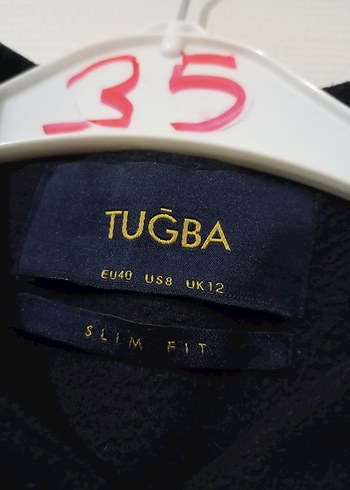 35
TUĞBA
EU40 US8 UK12
SLIM FIT